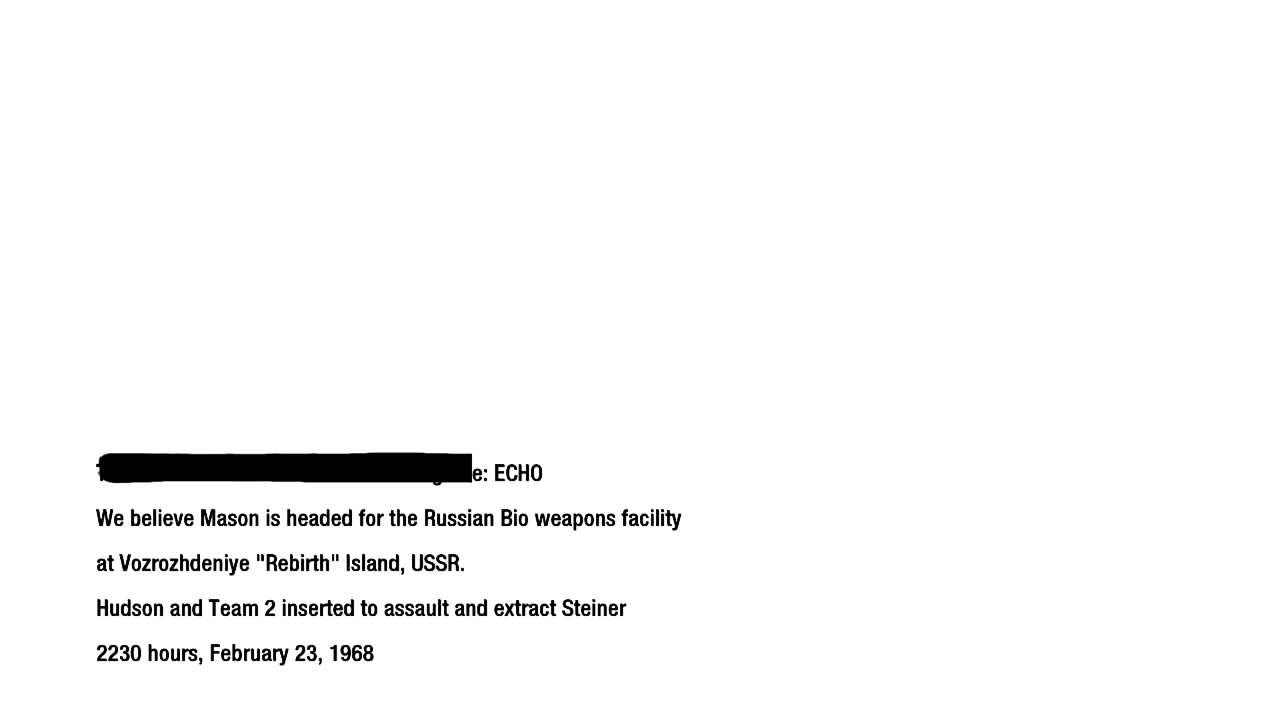 e: ECHO
We believe Mason is headed for the Russian Bio weapons facility
at Vozrozhdeniye "Rebirth" Island, USSR.
Hudson and Team 2 inserted to assault and extract Steiner
2230 hours, February 23, 1968